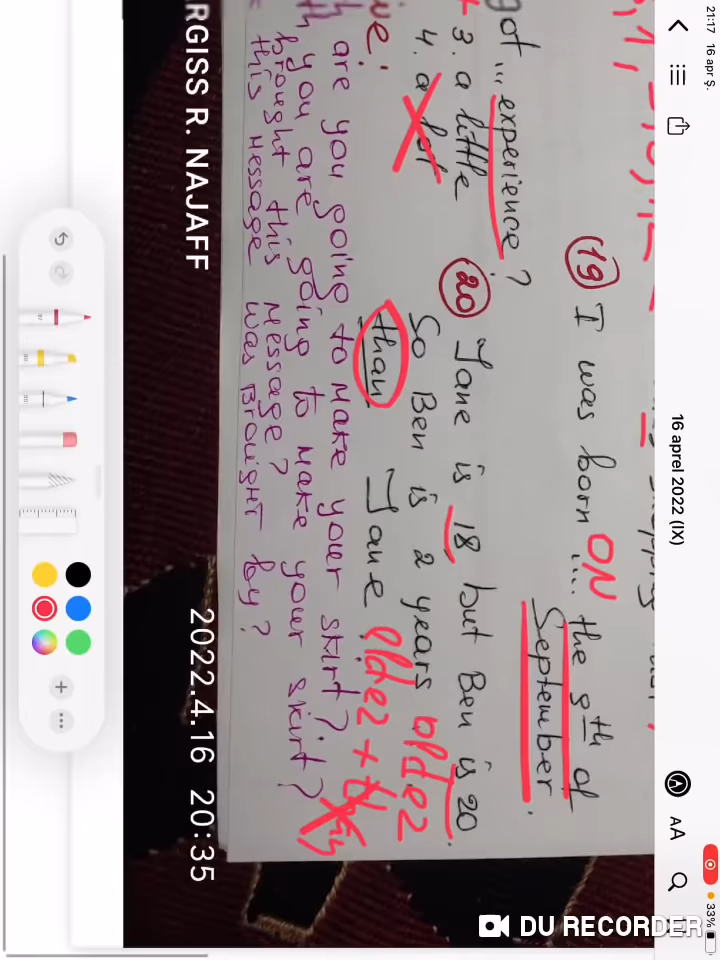 21:17 16 apr ş.
16 aprel 2022 (IX)
AA
33%
19 I was born ON .... the 8th of
September.
got ... experience?
3. a little
4. a lot
20 Jane is 18 but Ben is 20.
So Ben is 2 years older
than Jane older + than
are you going to make your skirt?
you are going to make your skirt?
brought this message?
this message was brought by?
RGISS R. NAJAFF
2022.4.16 20:35
DU RECORDER